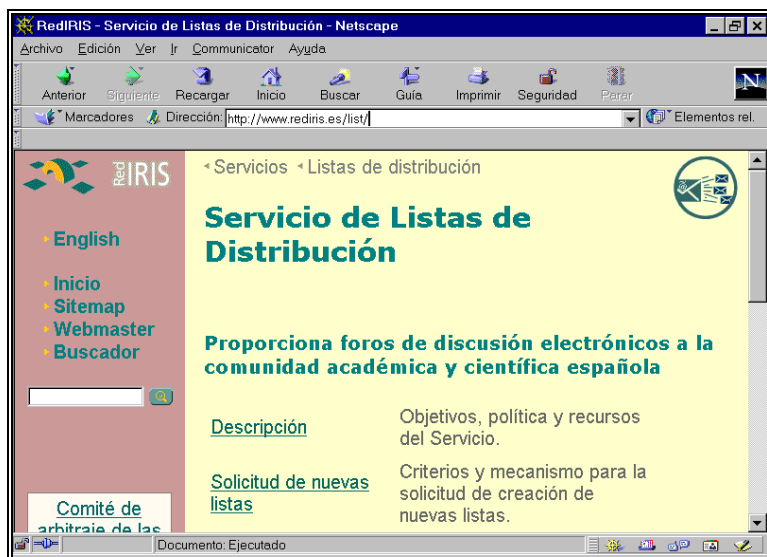 RedIRIS - Servicio de Listas de Distribución - Netscape
Archivo Edición Ver Ir Communicator Ayuda
Anterior Siguiente Recargar Inicio Buscar Guía Imprimir Seguridad Parar
N
Marcadores Dirección: http://www.rediris.es/list/ Elementos rel.
Red IRIS
Servicios Listas de distribución
Servicio de Listas de
Distribución
English
Inicio
Sitemap
Webmaster
Buscador
Proporciona foros de discusión electrónicos a la
comunidad académica y científica española
Descripción
Objetivos, política y recursos
del Servicio.
Solicitud de nuevas
listas
Criterios y mecanismo para la
solicitud de creación de
nuevas listas.
Comité de
arbitraje de las
Documento: Ejecutado